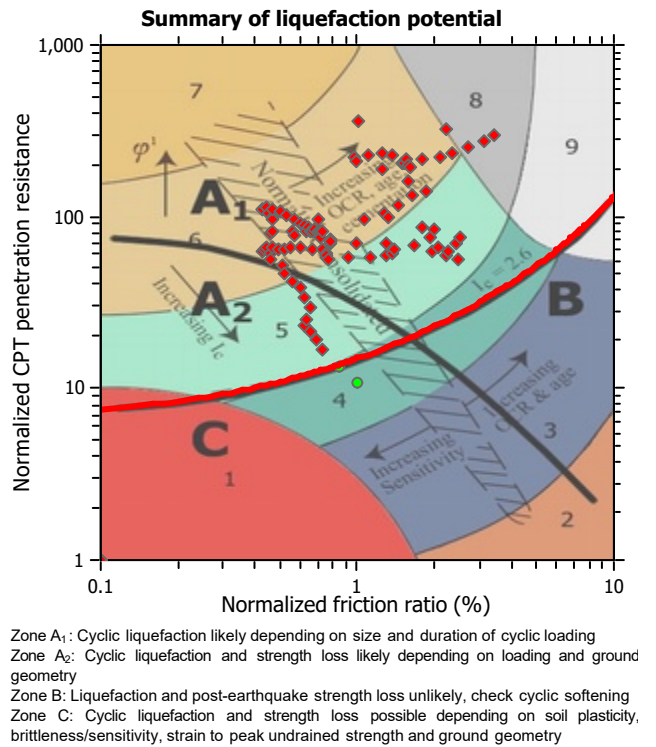 Summary of liquefaction potential
1,000
100
10
1
Normalized CPT penetration resistance
0.1
1
10
Normalized friction ratio (%)
7
8
9
φ'
A1
6
A2
Increasing Ic
5
Increasing
OCR, age
cementation
Ic = 2.6
B
4
C
1
Increasing
Sensitivity
Increasing
OCR & age
3
2
Zone A1: Cyclic liquefaction likely depending on size and duration of cyclic loading
Zone A2: Cyclic liquefaction and strength loss likely depending on loading and ground
geometry
Zone B: Liquefaction and post-earthquake strength loss unlikely, check cyclic softening
Zone C: Cyclic liquefaction and strength loss possible depending on soil plasticity,
brittleness/sensitivity, strain to peak undrained strength and ground geometry